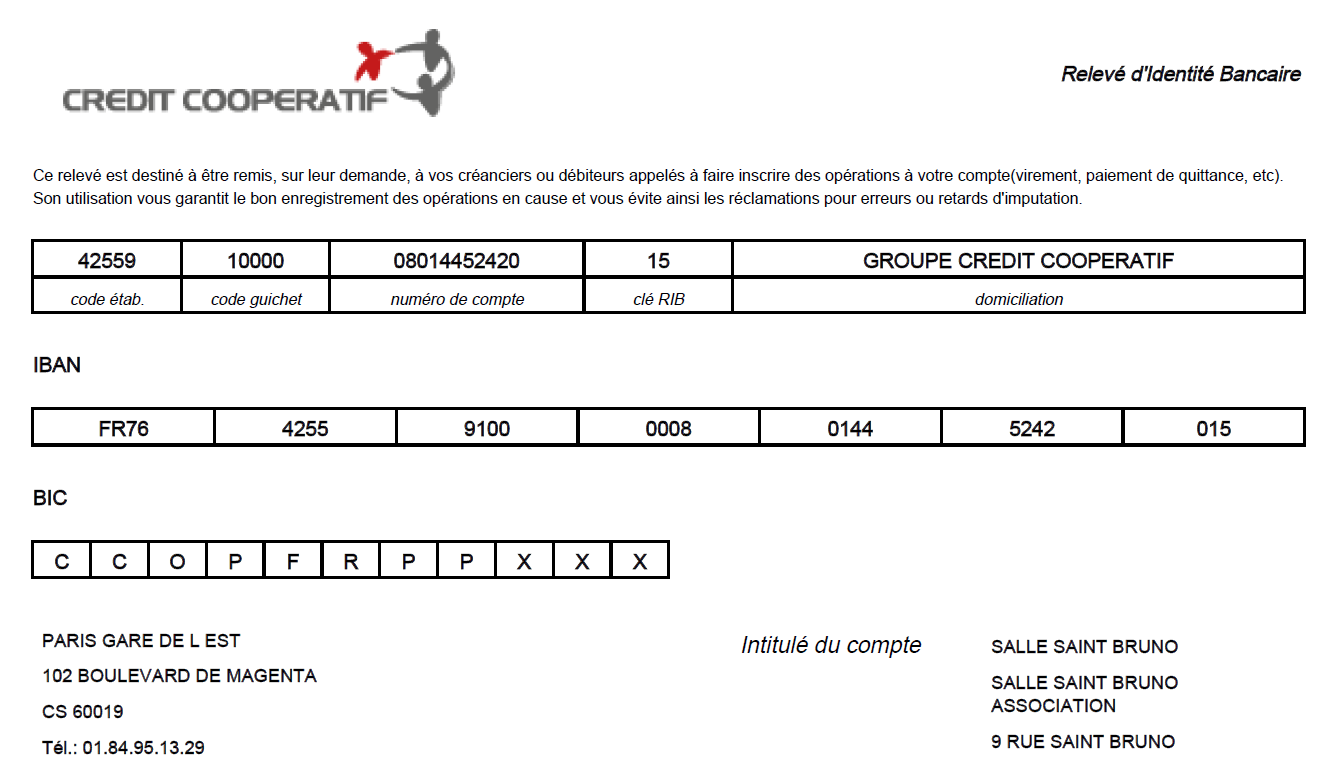 CREDIT COOPERATIF
Relevé d'Identité Bancaire
Ce relevé est destiné à être remis, sur leur demande, à vos créanciers ou débiteurs appelés à faire inscrire des opérations à votre compte(virement, paiement de quittance, etc).
Son utilisation vous garantit le bon enregistrement des opérations en cause et vous évite ainsi les réclamations pour erreurs ou retards d'imputation.
42559 10000 08014452420 15 GROUPE CREDIT COOPERATIF
code étab. code guichet numéro de compte clé RIB domiciliation
IBAN
FR76 4255 9100 0008 0144 5242 015
BIC
C C O P F R P P X X X
PARIS GARE DE L EST
102 BOULEVARD DE MAGENTA
CS 60019
Tél.: 01.84.95.13.29
Intitulé du compte
SALLE SAINT BRUNO
SALLE SAINT BRUNO
ASSOCIATION
9 RUE SAINT BRUNO